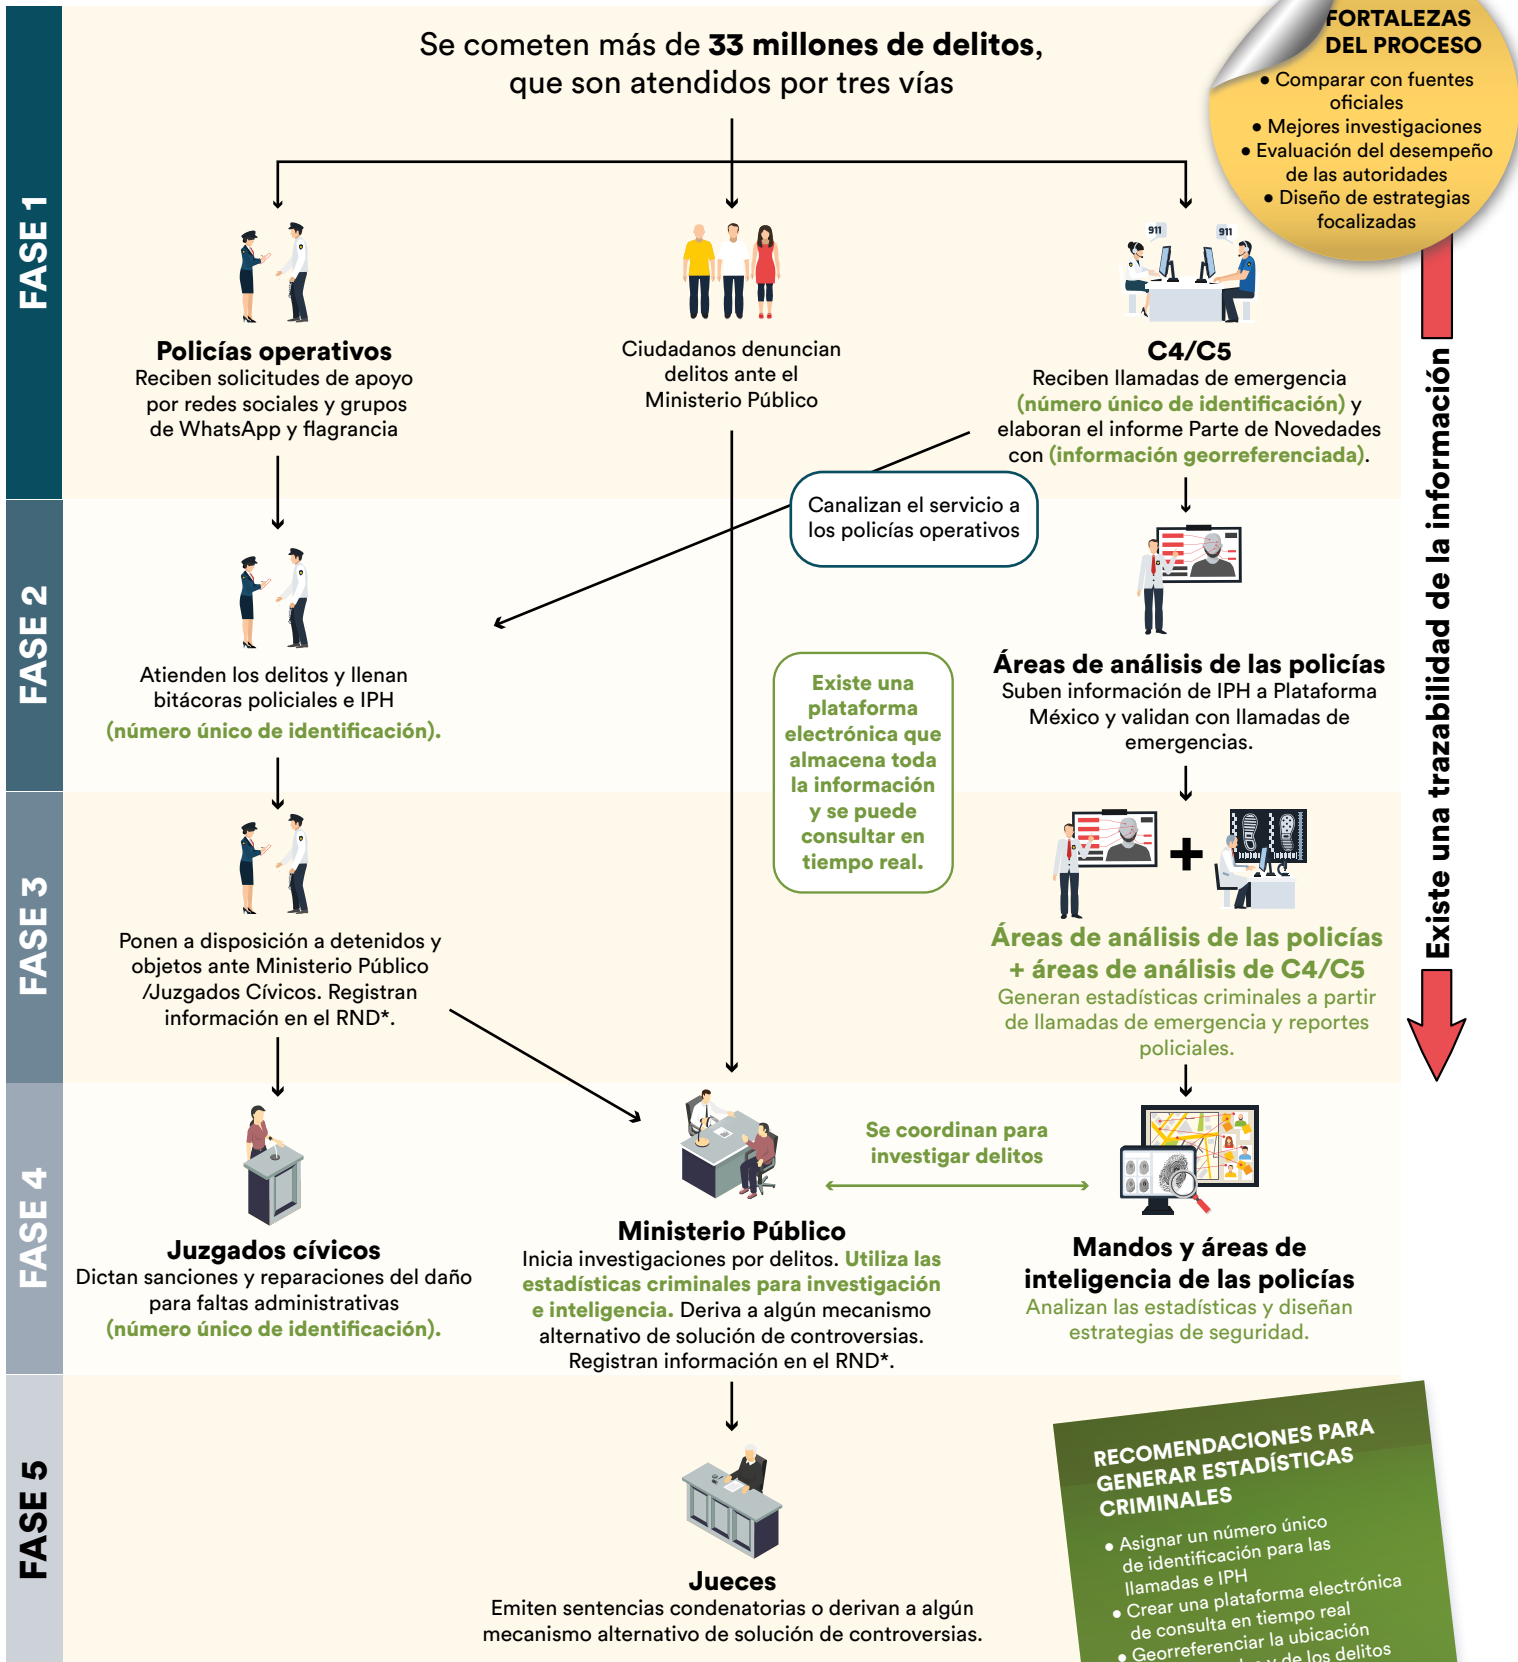 Se cometen más de 33 millones de delitos,
que son atendidos por tres vías
FORTALEZAS
DEL PROCESO
• Comparar con fuentes
oficiales
• Mejores investigaciones
• Evaluación del desempeño
de las autoridades
• Diseño de estrategias
focalizadas
FASE 1
Policías operativos
Reciben solicitudes de apoyo
por redes sociales y grupos
de WhatsApp y flagrancia
Ciudadanos denuncian
delitos ante el
Ministerio Público
911
911
C4/C5
Reciben llamadas de emergencia
(número único de identificación) y
elaboran el informe Parte de Novedades
con (información georreferenciada).
Existe una trazabilidad de la información
Canalizan el servicio a
los policías operativos
FASE 2
Atienden los delitos y llenan
bitácoras policiales e IPH
(número único de identificación).
Existe una
plataforma
electrónica que
almacena toda
la información
y se puede
consultar en
tiempo real.
Áreas de análisis de las policías
Suben información de IPH a Plataforma
México y validan con llamadas de
emergencias.
FASE 3
Ponen a disposición a detenidos y
objetos ante Ministerio Público
/Juzgados Cívicos. Registran
información en el RND*.
+
Áreas de análisis de las policías
+ áreas de análisis de C4/C5
Generan estadísticas criminales a partir
de llamadas de emergencia y reportes
policiales.
FASE 4
Juzgados cívicos
Dictan sanciones y reparaciones del daño
para faltas administrativas
(número único de identificación).
Ministerio Público
Inicia investigaciones por delitos. Utiliza las
estadísticas criminales para investigación
e inteligencia. Deriva a algún mecanismo
alternativo de solución de controversias.
Registran información en el RND*.
Se coordinan para
investigar delitos
Mandos y áreas de
inteligencia de las policías
Analizan las estadísticas y diseñan
estrategias de seguridad.
FASE 5
Jueces
Emiten sentencias condenatorias o derivan a algún
mecanismo alternativo de solución de controversias.
RECOMENDACIONES PARA
GENERAR ESTADÍSTICAS
CRIMINALES
• Asignar un número único
de identificación para las
llamadas e IPH
• Crear una plataforma electrónica
de consulta en tiempo real
• Georreferenciar la ubicación
y de los delitos